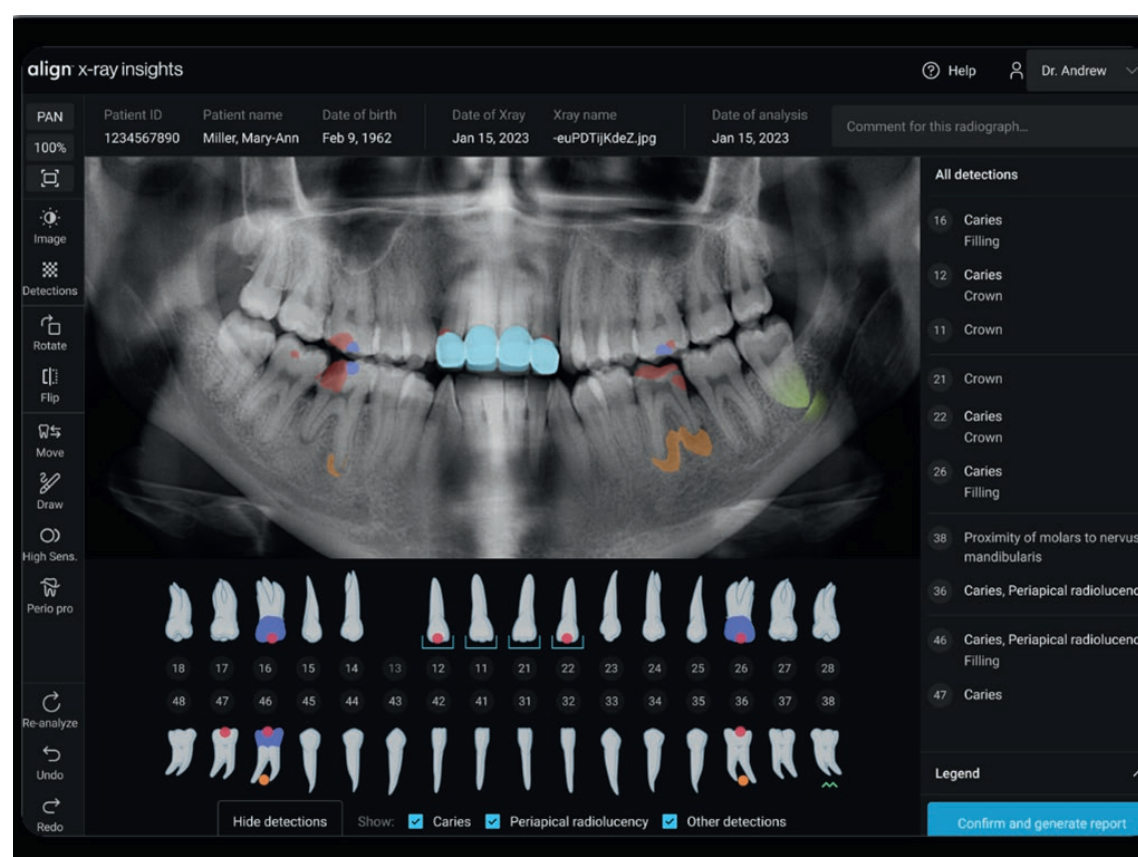 align x-ray insights
Help
Dr. Andrew
PAN
100%
Patient ID
1234567890
Patient name
Miller, Mary-Ann
Date of birth
Feb 9, 1962
Date of Xray
Jan 15, 2023
Xray name
-euPDTijKdeZ.jpg
Date of analysis
Jan 15, 2023
Comment for this radiograph...
Image
Detections
Rotate
Flip
Move
Draw
High Sens.
Perio pro
Re-analyze
Undo
Redo
All detections
16 Caries
Filling
12 Caries
Crown
11 Crown
21 Crown
22 Caries
Crown
26 Caries
Filling
38 Proximity of molars to nervus
mandibularis
36 Caries, Periapical radiolucenc
46 Caries, Periapical radiolucenc
Filling
47 Caries
18 17 16 15 14 13 12 11 21 22 23 24 25 26 27 28
48 47 46 45 44 43 42 41 31 32 33 34 35 36 37 38
Hide detections
Show:
Caries
Periapical radiolucency
Other detections
Legend
Confirm and generate report